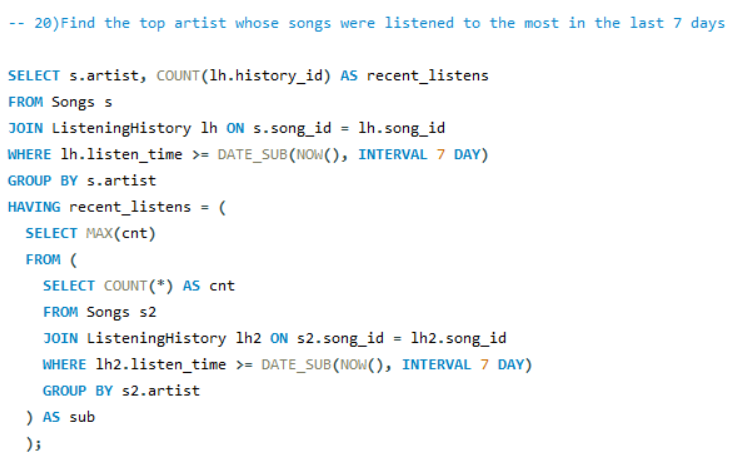 -- 20)Find the top artist whose songs were listened to the most in the last 7 days
SELECT s.artist, COUNT(lh.history_id) AS recent_listens
FROM Songs s
JOIN ListeningHistory lh ON s.song_id = lh.song_id
WHERE lh.listen_time >= DATE_SUB(NOW(), INTERVAL 7 DAY)
GROUP BY s.artist
HAVING recent_listens = (
SELECT MAX(cnt)
FROM (
SELECT COUNT(*) AS cnt
FROM Songs s2
JOIN ListeningHistory lh2 ON s2.song_id = lh2.song_id
WHERE lh2.listen_time >= DATE_SUB(NOW(), INTERVAL 7 DAY)
GROUP BY s2.artist
) AS sub
);